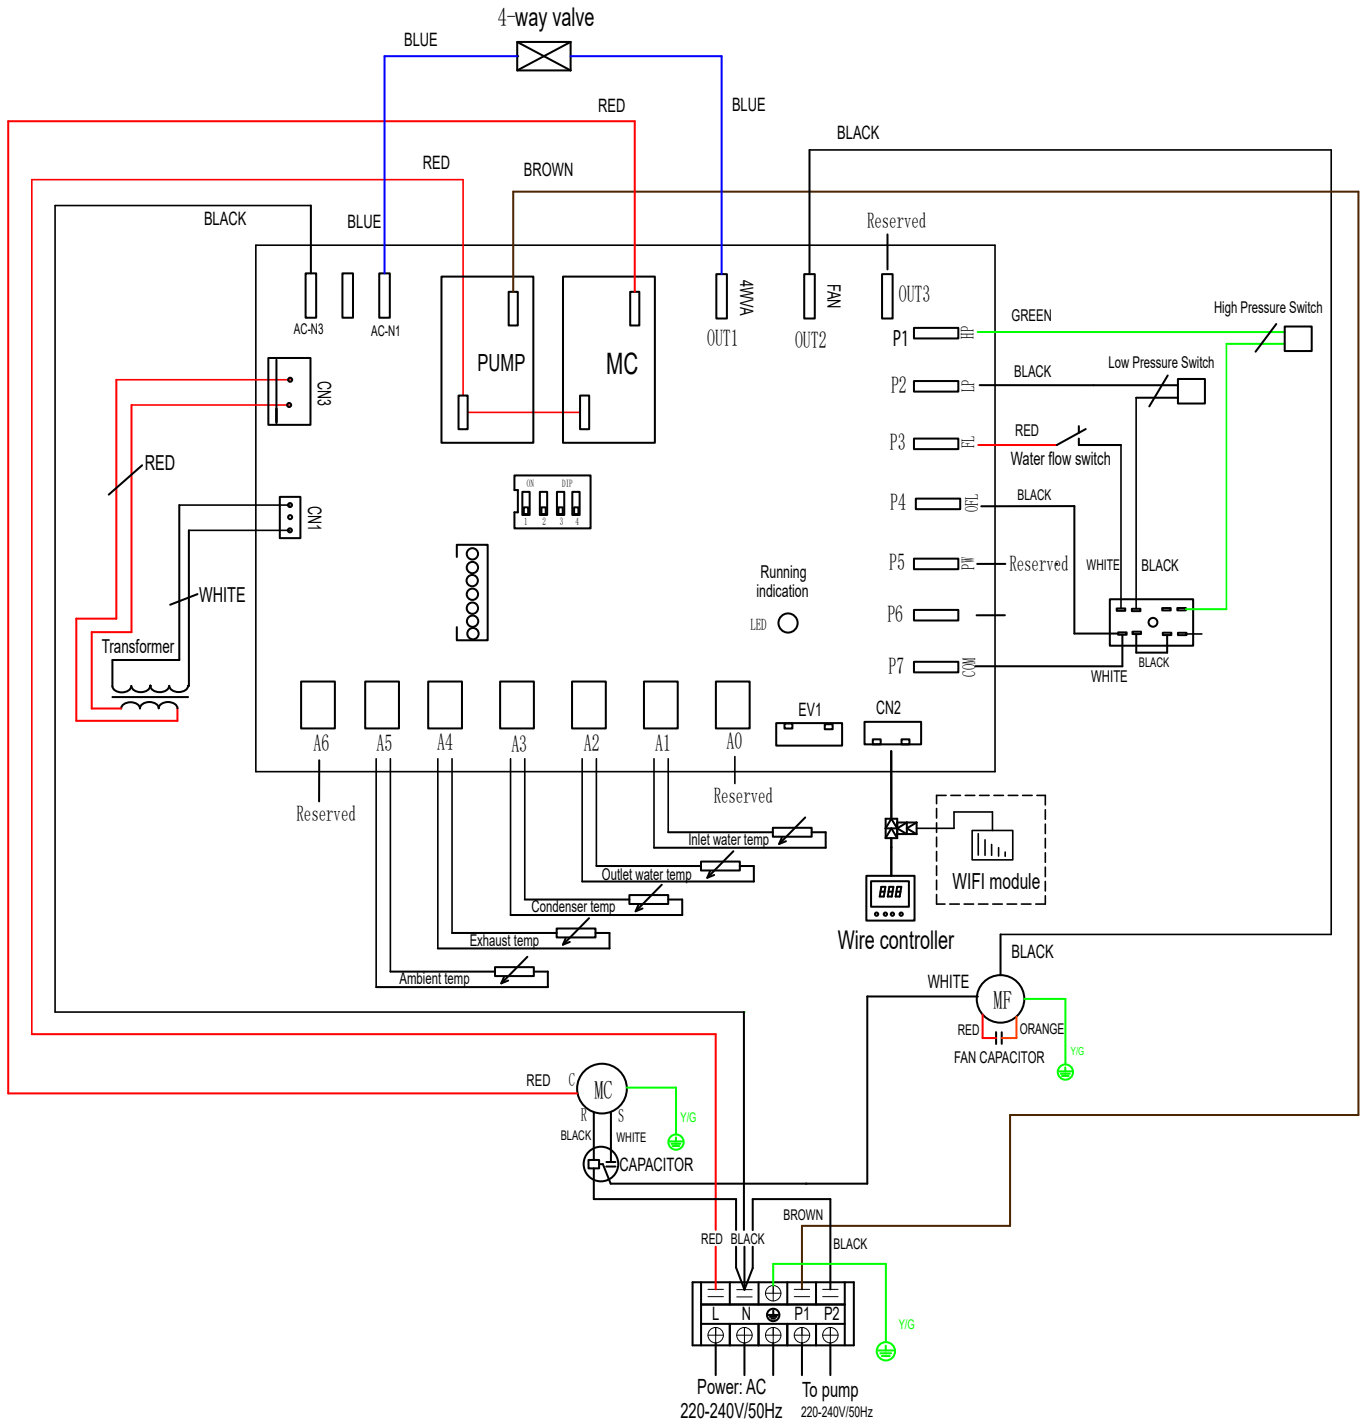 4-way valve
BLUE
RED
BLUE
BLACK
RED
BROWN
BLACK
BLUE
Reserved
AC-N3
AC-N1
PUMP
MC
4WVA
OUT1
FAN
OUT2
OUT3
P1
HP
GREEN
High Pressure Switch
P2
LP
BLACK
Low Pressure Switch
P3
FL
RED
Water flow switch
P4
OFL
BLACK
P5
PW
Reserved
WHITE
BLACK
P6
P7
COM
WHITE
BLACK
CN3
RED
CN1
WHITE
Transformer
ON
DIP
1 2 3 4
Running
indication
LED
A6
A5
A4
A3
A2
A1
A0
EV1
CN2
Reserved
Reserved
Inlet water temp
Outlet water temp
Condenser temp
Exhaust temp
Ambient temp
888
Wire controller
WIFI module
BLACK
WHITE
MF
RED
ORANGE
FAN CAPACITOR
Y/G
RED
C
MC
R
S
Y/G
BLACK
WHITE
CAPACITOR
BROWN
RED
BLACK
BLACK
L
N
P1
P2
Y/G
Power: AC
220-240V/50Hz
To pump
220-240V/50Hz